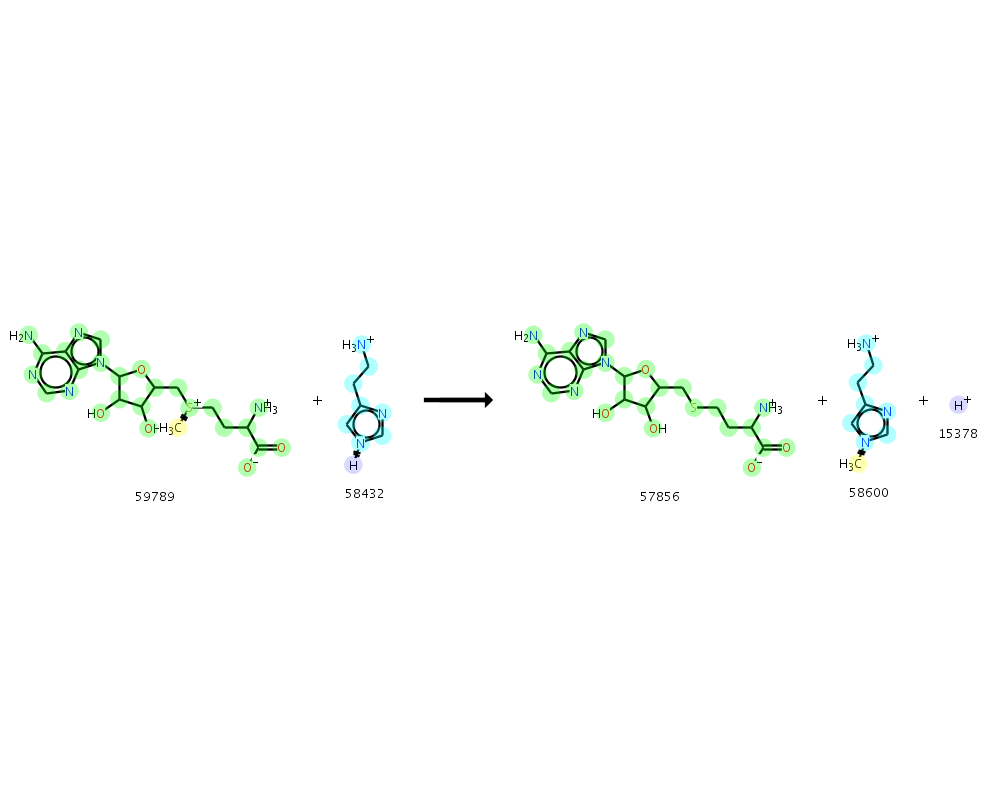 H₂N N N N N O HO OH H₃C S+ NH₃+ O O-
59789
+
H₃N+ N N H
58432
H₂N N N N N O HO OH S NH₃+ O O-
57856
+
H₃N+ N N H₃C
58600
+
H+
15378